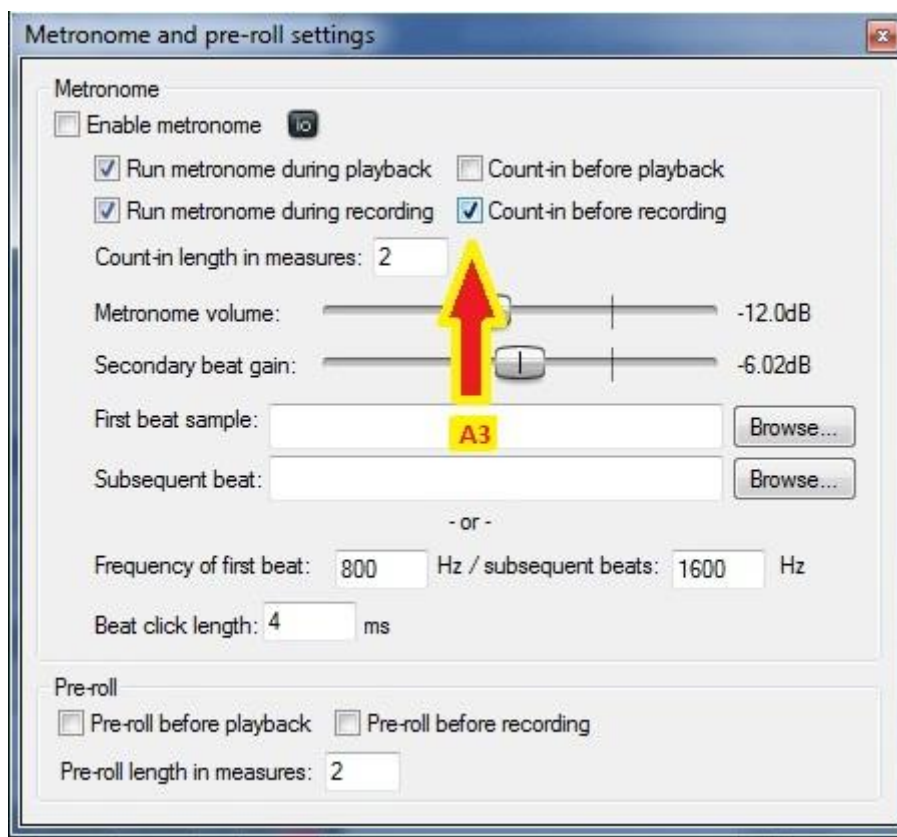 Metronome and pre-roll settings
Metronome
Enable metronome io
Run metronome during playback Count-in before playback
Run metronome during recording Count-in before recording
Count-in length in measures: 2
Metronome volume: -12.0dB
Secondary beat gain: -6.02dB
First beat sample: Browse...
A3
Subsequent beat: Browse...
- or -
Frequency of first beat: 800 Hz / subsequent beats: 1600 Hz
Beat click length: 4 ms
Pre-roll
Pre-roll before playback Pre-roll before recording
Pre-roll length in measures: 2